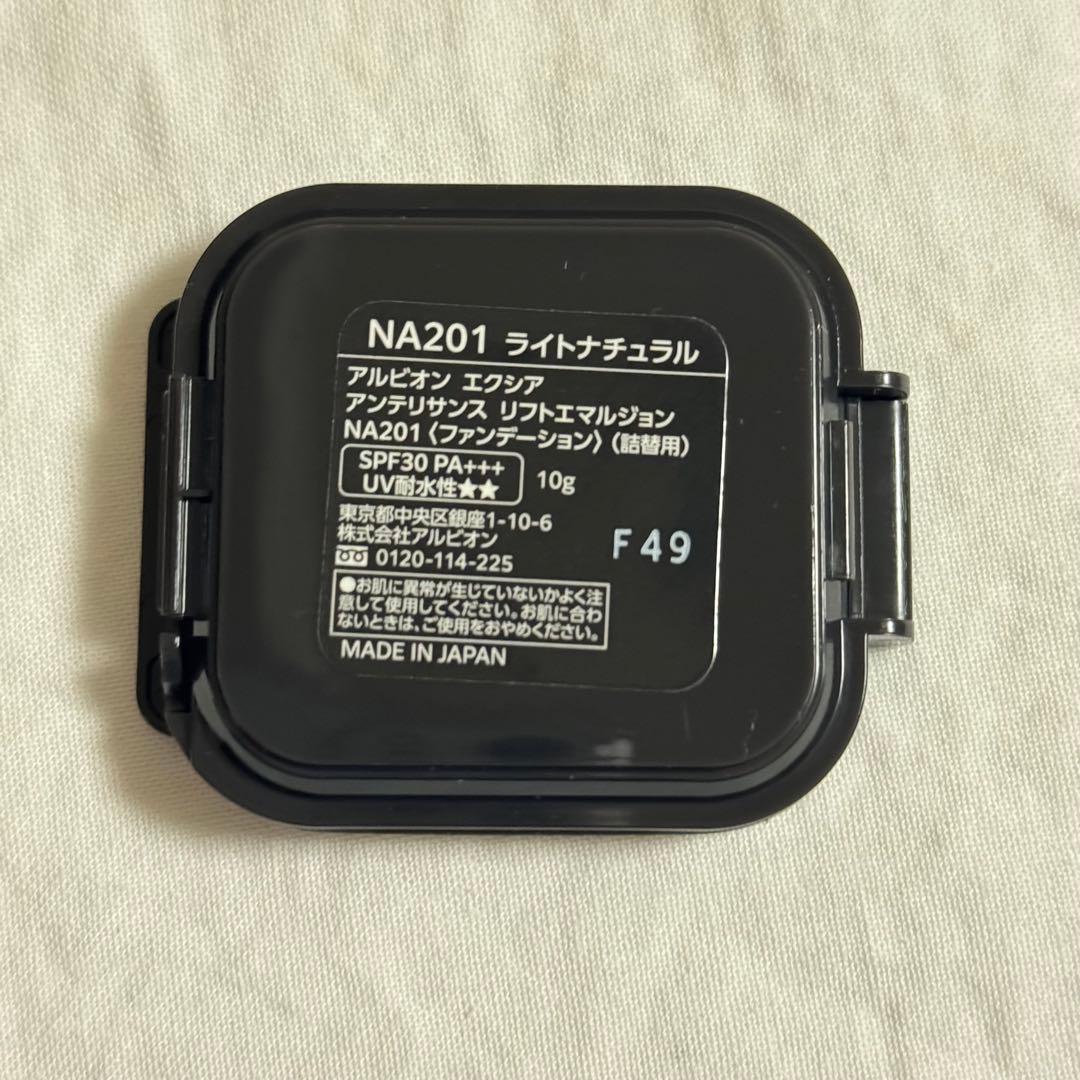 NA201 ライトナチュラル
アルビオン エクシア
アンテリサンス リフトエマルジョン
NA201〈ファンデーション〉(詰替用)
SPF30 PA+++
UV耐水性★★
10g
東京都中央区銀座1-10-6
株式会社アルビオン
0120-114-225
F49
●お肌に異常が生じていないかよく注
意して使用してください。お肌に合わ
ないときは、ご使用をおやめください。
MADE IN JAPAN